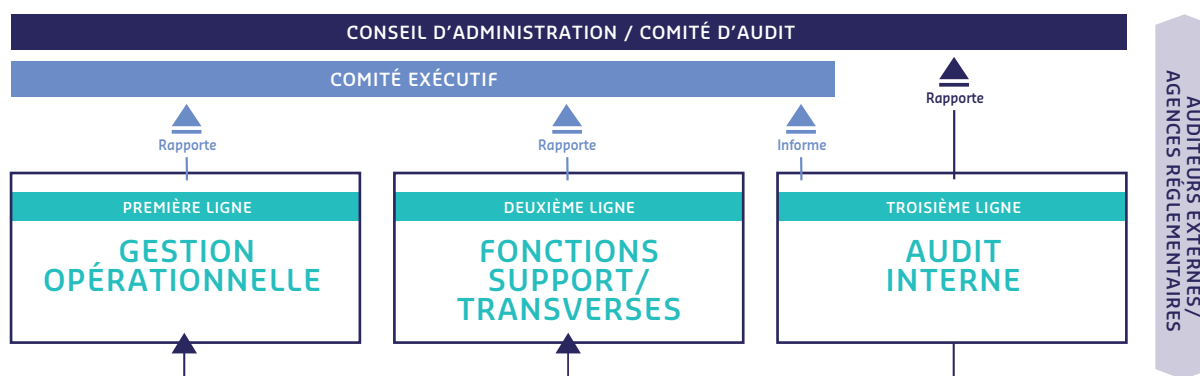 CONSEIL D'ADMINISTRATION / COMITÉ D'AUDIT
COMITÉ EXÉCUTIF
Rapporte
Rapporte
Rapporte
Informe
PREMIÈRE LIGNE
GESTION
OPÉRATIONNELLE
DEUXIÈME LIGNE
FONCTIONS
SUPPORT/
TRANSVERSES
TROISIÈME LIGNE
AUDIT
INTERNE
AUDITEURS EXTERNES/
AGENCES RÉGLEMENTAIRES